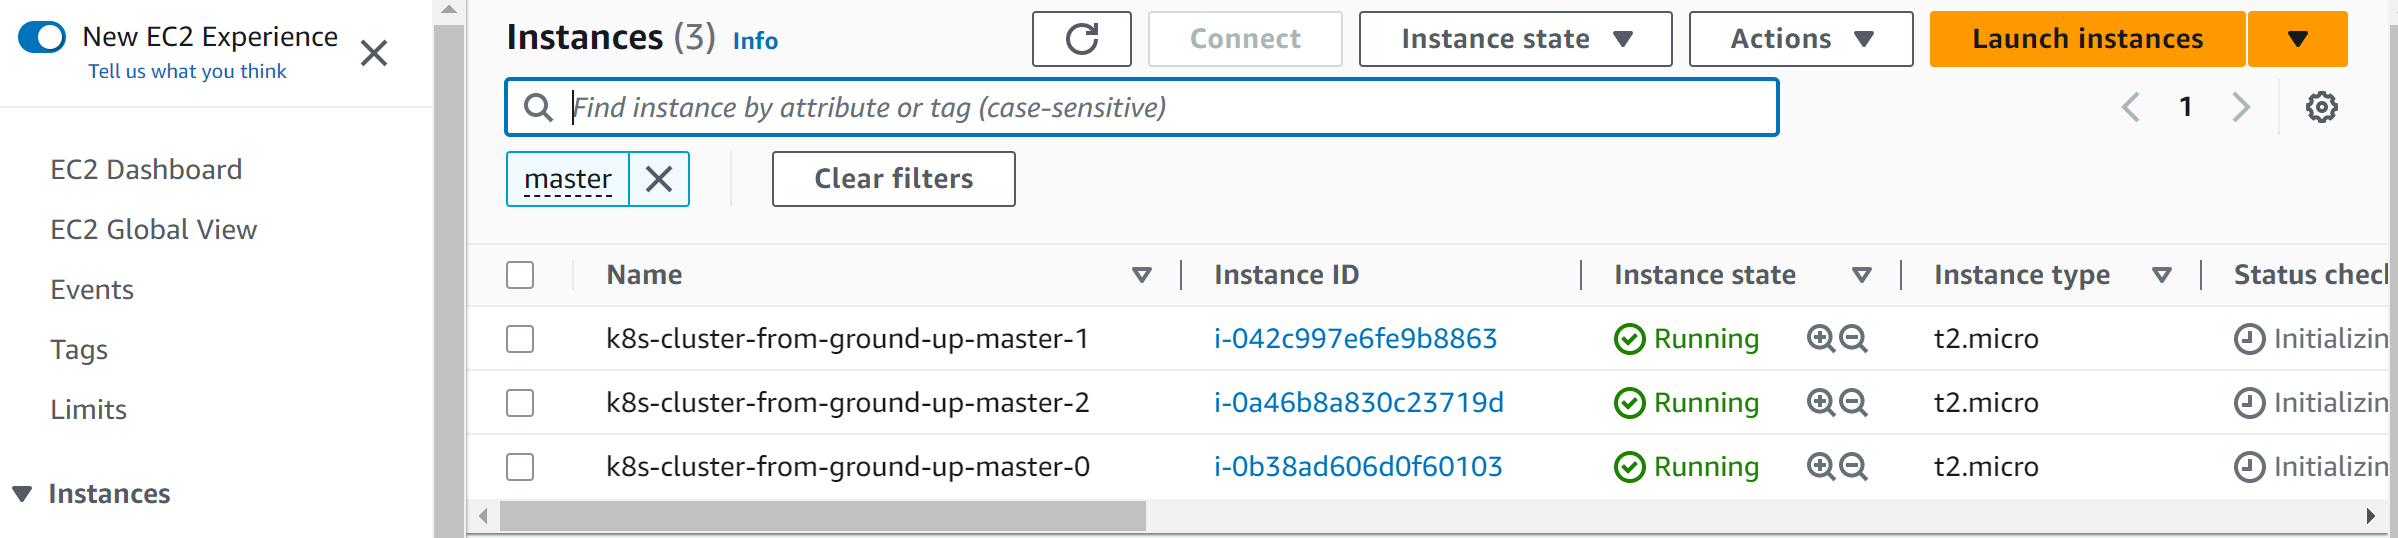 New EC2 Experience
Tell us what you think
EC2 Dashboard
EC2 Global View
Events
Tags
Limits
Instances
Instances (3) Info
Connect
Instance state
Actions
Launch instances
Find instance by attribute or tag (case-sensitive)
1
master
Clear filters
Name Instance ID Instance state Instance type Status check
k8s-cluster-from-ground-up-master-1 i-042c997e6fe9b8863 Running t2.micro Initializin
k8s-cluster-from-ground-up-master-2 i-0a46b8a830c23719d Running t2.micro Initializin
k8s-cluster-from-ground-up-master-0 i-0b38ad606d0f60103 Running t2.micro Initializin